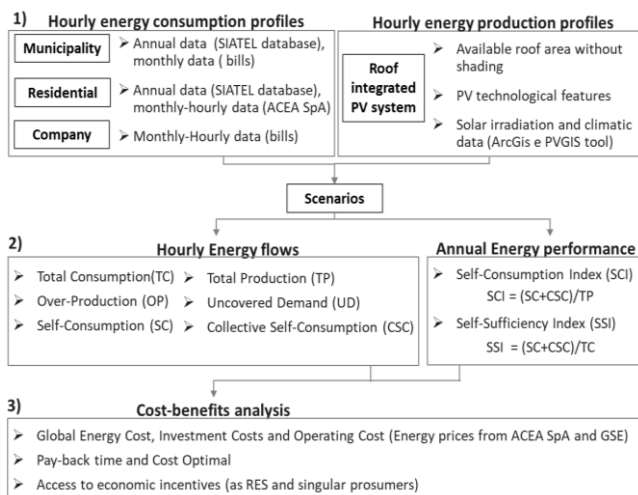 1)
Hourly energy consumption profiles
Municipality
➢ Annual data (SIATEL database),
monthly data ( bills)
Residential
➢ Annual data (SIATEL database),
monthly-hourly data (ACEA SpA)
Company
➢ Monthly-Hourly data (bills)
Hourly energy production profiles
Roof
integrated
PV system
➢ Available roof area without
shading
➢ PV technological features
➢ Solar irradiation and climatic
data (ArcGis e PVGIS tool)
Scenarios
2)
Hourly Energy flows
➢ Total Consumption(TC)
➢ Over-Production (OP)
➢ Self-Consumption (SC)
➢ Total Production (TP)
➢ Uncovered Demand (UD)
➢ Collective Self-Consumption (CSC)
Annual Energy performance
➢ Self-Consumption Index (SCI)
SCI = (SC+CSC)/TP
➢ Self-Sufficiency Index (SSI)
SSI = (SC+CSC)/TC
3)
Cost-benefits analysis
➢ Global Energy Cost, Investment Costs and Operating Cost (Energy prices from ACEA SpA and GSE)
➢ Pay-back time and Cost Optimal
➢ Access to economic incentives (as RES and singular prosumers)